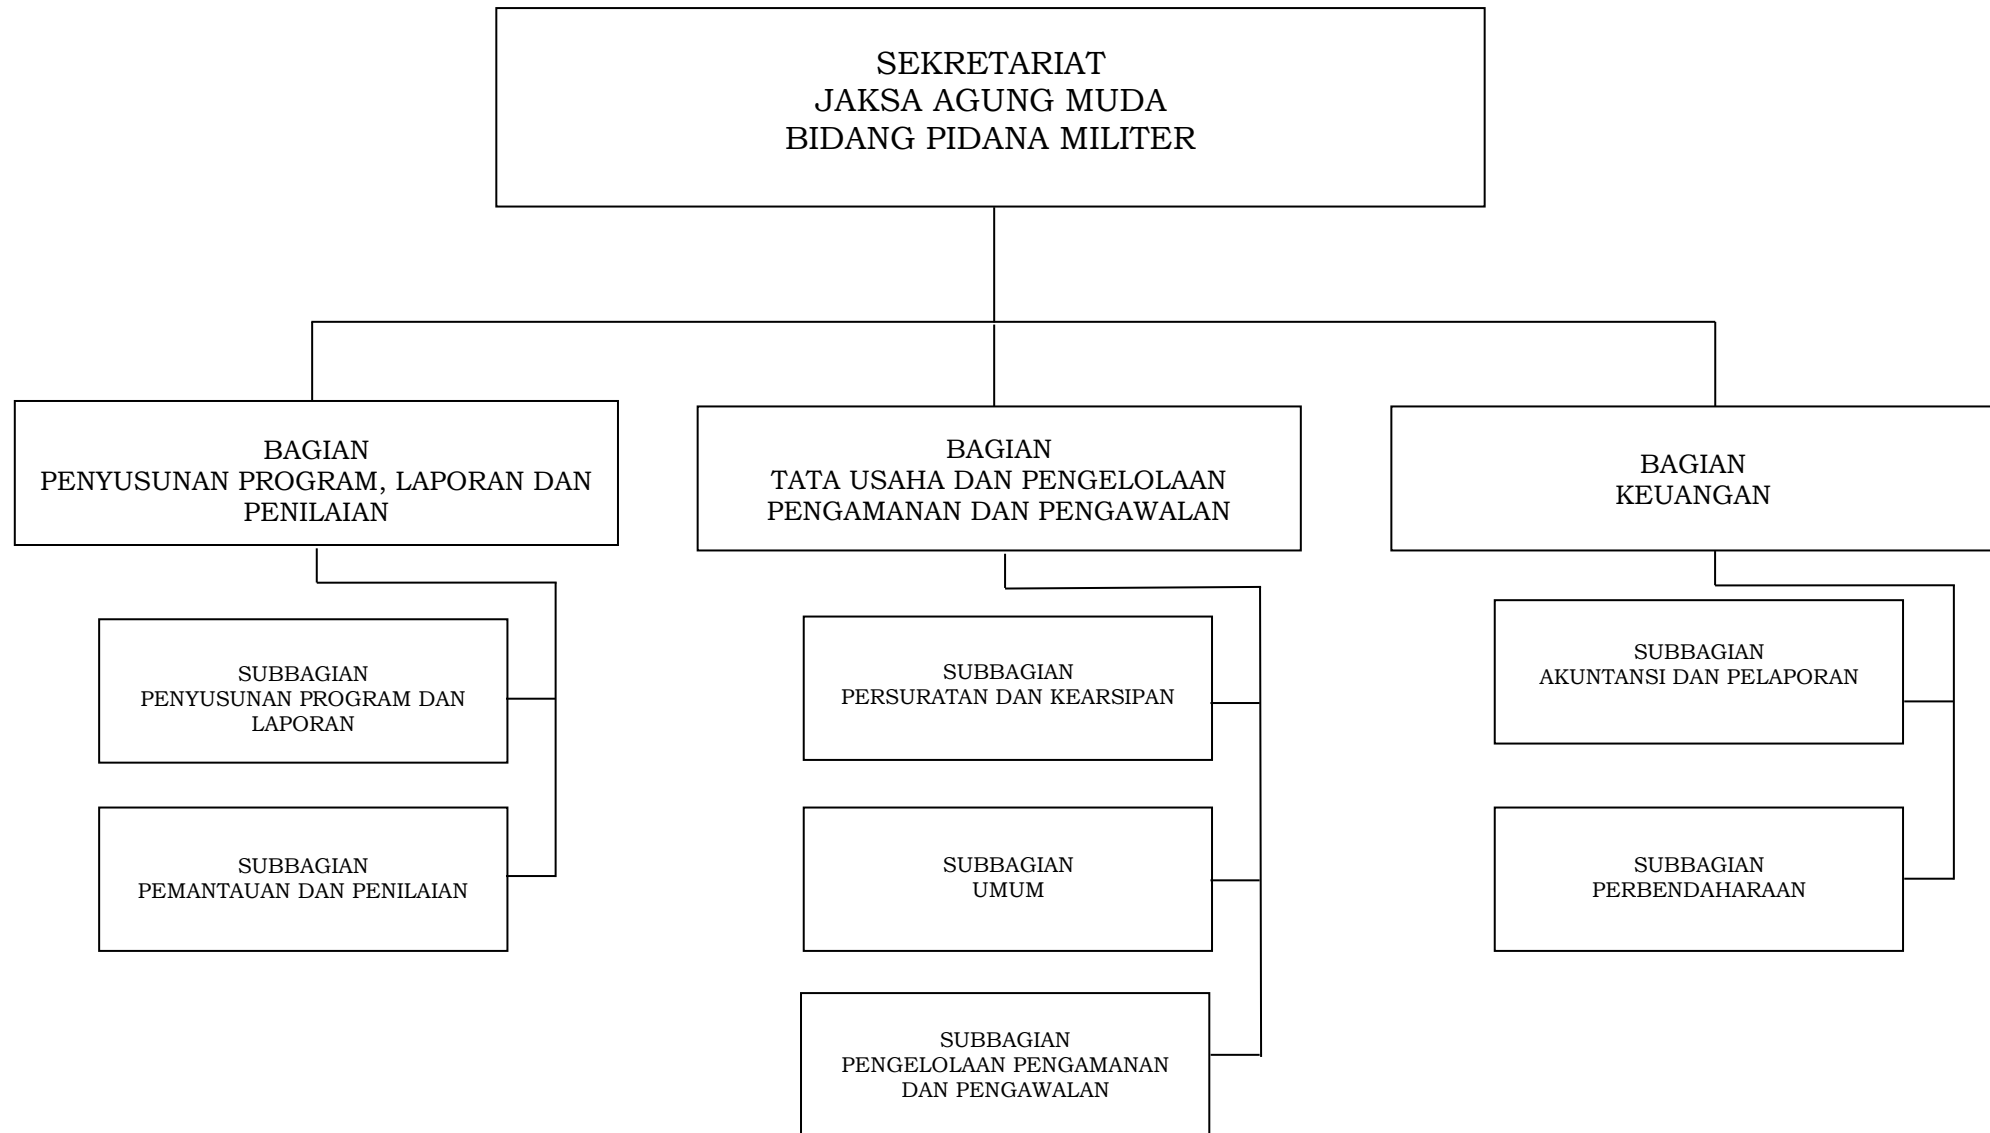 SEKRETARIAT
JAKSA AGUNG MUDA
BIDANG PIDANA MILITER
BAGIAN
PENYUSUNAN PROGRAM, LAPORAN DAN
PENILAIAN
BAGIAN
TATA USAHA DAN PENGELOLAAN
PENGAMANAN DAN PENGAWALAN
BAGIAN
KEUANGAN
SUBBAGIAN
PENYUSUNAN PROGRAM DAN
LAPORAN
SUBBAGIAN
PERSURATAN DAN KEARSIPAN
SUBBAGIAN
AKUNTANSI DAN PELAPORAN
SUBBAGIAN
PEMANTAUAN DAN PENILAIAN
SUBBAGIAN
UMUM
SUBBAGIAN
PERBENDAHARAAN
SUBBAGIAN
PENGELOLAAN PENGAMANAN
DAN PENGAWALAN